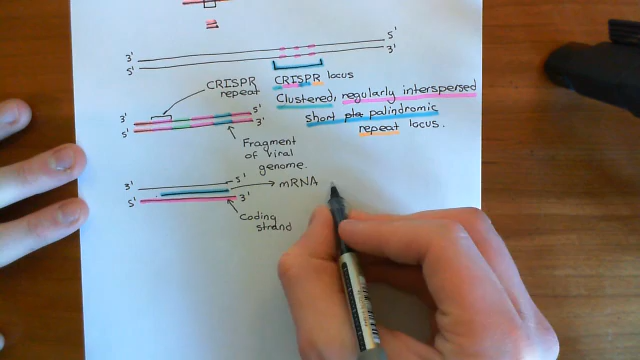 3' 5'
5' 3'
CRISPR locus
CRISPR repeat
Clustered, regularly interspersed
short pla palindromic
repeat locus.
3' 5'
5' 3'
Fragment
of viral
genome.
3' 5'
5' 3'
mRNA
Coding
strand